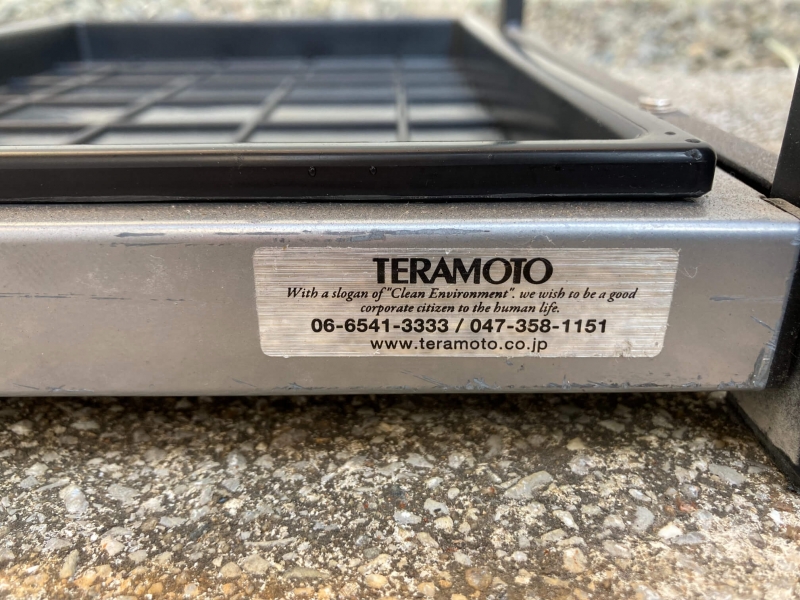 TERAMOTO
With a slogan of "Clean Environment". we wish to be a good
corporate citizen to the human life.
06-6541-3333 / 047-358-1151
www.teramoto.co.jp